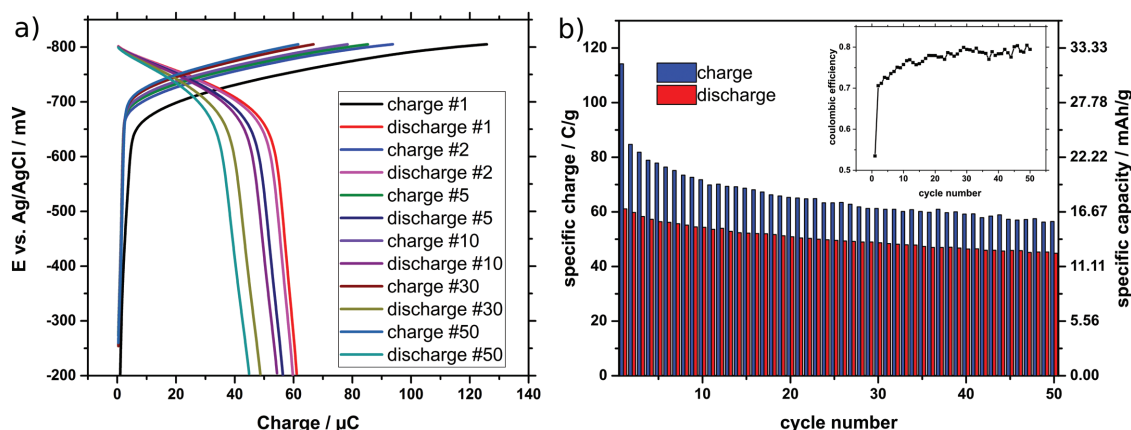 a)
E vs. Ag/AgCl / mV
-800
-700
-600
-500
-400
-300
-200
0
20
40
60
80
100
120
140
Charge / µC
charge #1
discharge #1
charge #2
discharge #2
charge #5
discharge #5
charge #10
discharge #10
charge #30
discharge #30
charge #50
discharge #50
b)
specific charge / C/g
120
100
80
60
40
20
0
10
20
30
40
50
cycle number
charge
discharge
specific capacity / mAh/g
33.33
27.78
22.22
16.67
11.11
5.56
0.00
coulombic efficiency
0.8
0.7
0.6
0.5
0
10
20
30
40
50
cycle number